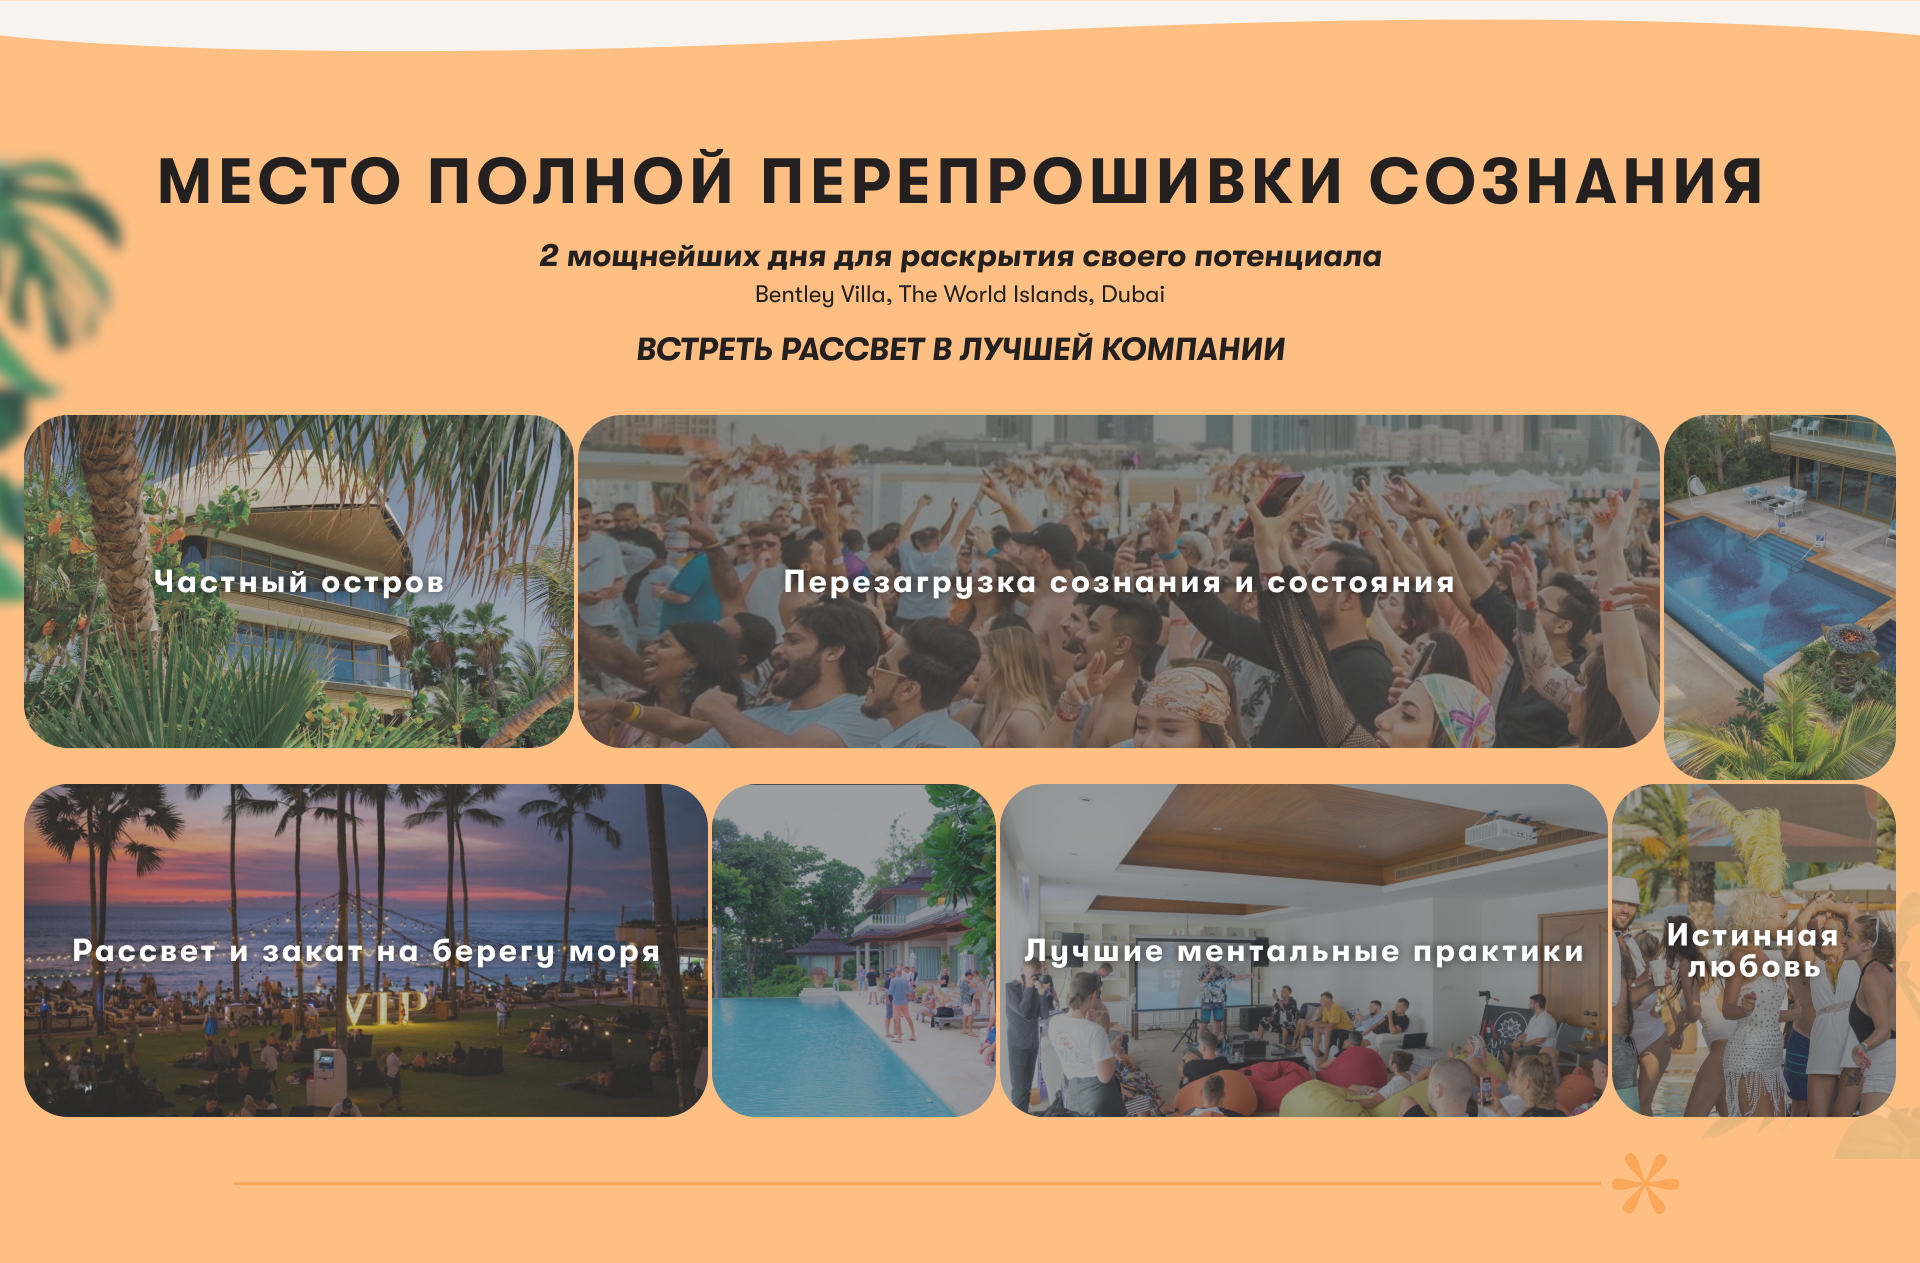 МЕСТО ПОЛНОЙ ПЕРЕПРОШИВКИ СОЗНАНИЯ
2 мощнейших дня для раскрытия своего потенциала
Bentley Villa, The World Islands, Dubai
ВСТРЕТЬ РАССВЕТ В ЛУЧШЕЙ КОМПАНИИ
Частный остров
Перезагрузка сознания и состояния
Рассвет и закат на берегу моря
VIP
Лучшие ментальные практики
Истинная
любовь